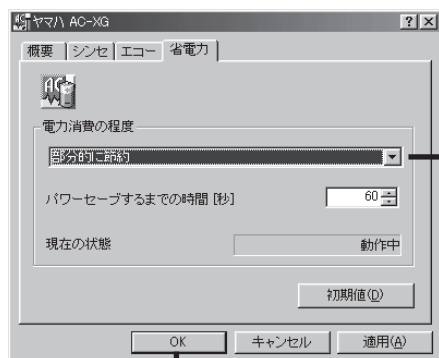 ヤマハ AC-XG
概要 シンセ エコー 省電力
電力消費の程度
部分的に節約
パワーセーブするまでの時間 [秒] 60
現在の状態 動作中
初期値(D)
OK キャンセル 適用(A)